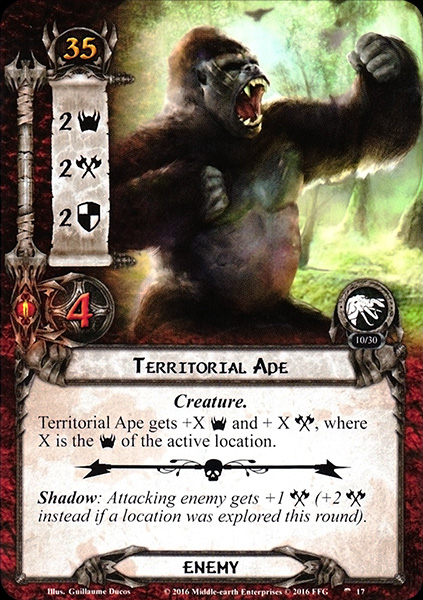 35
2
2
2
4
10/30
Territorial Ape
Creature.
Territorial Ape gets +X and + X , where
X is the of the active location.
Shadow: Attacking enemy gets +1 (+2
instead if a location was explored this round).
ENEMY
Illus. Guillaume Ducos © 2016 Middle-earth Enterprises © 2016 FFG 17